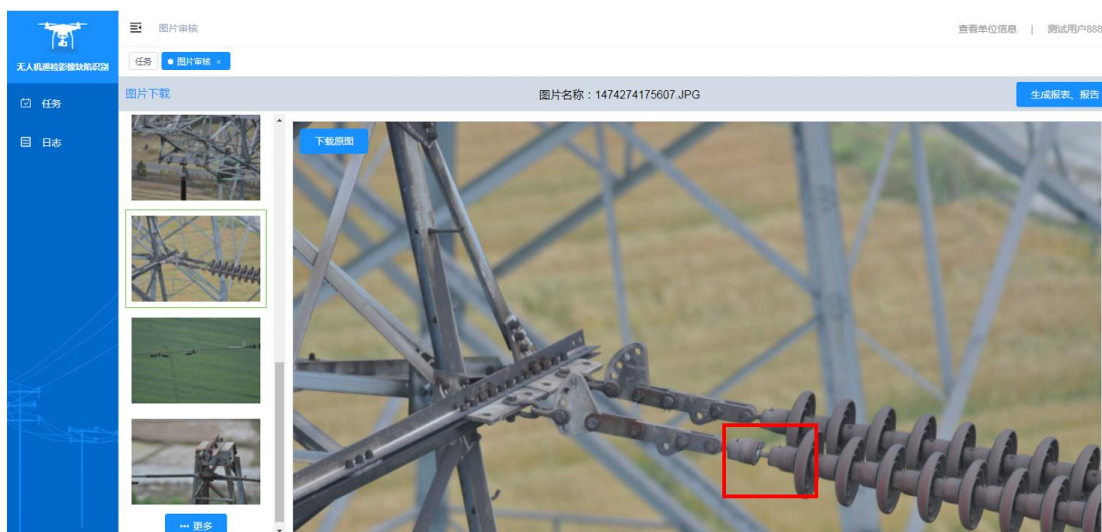 图片审核
查看单位信息 | 测试用户888
无人机巡检影像缺陷识别
任务
图片审核 ×
任务
日志
图片下载
图片名称：1474274175607.JPG
生成报表、报告
下载原图
••• 更多